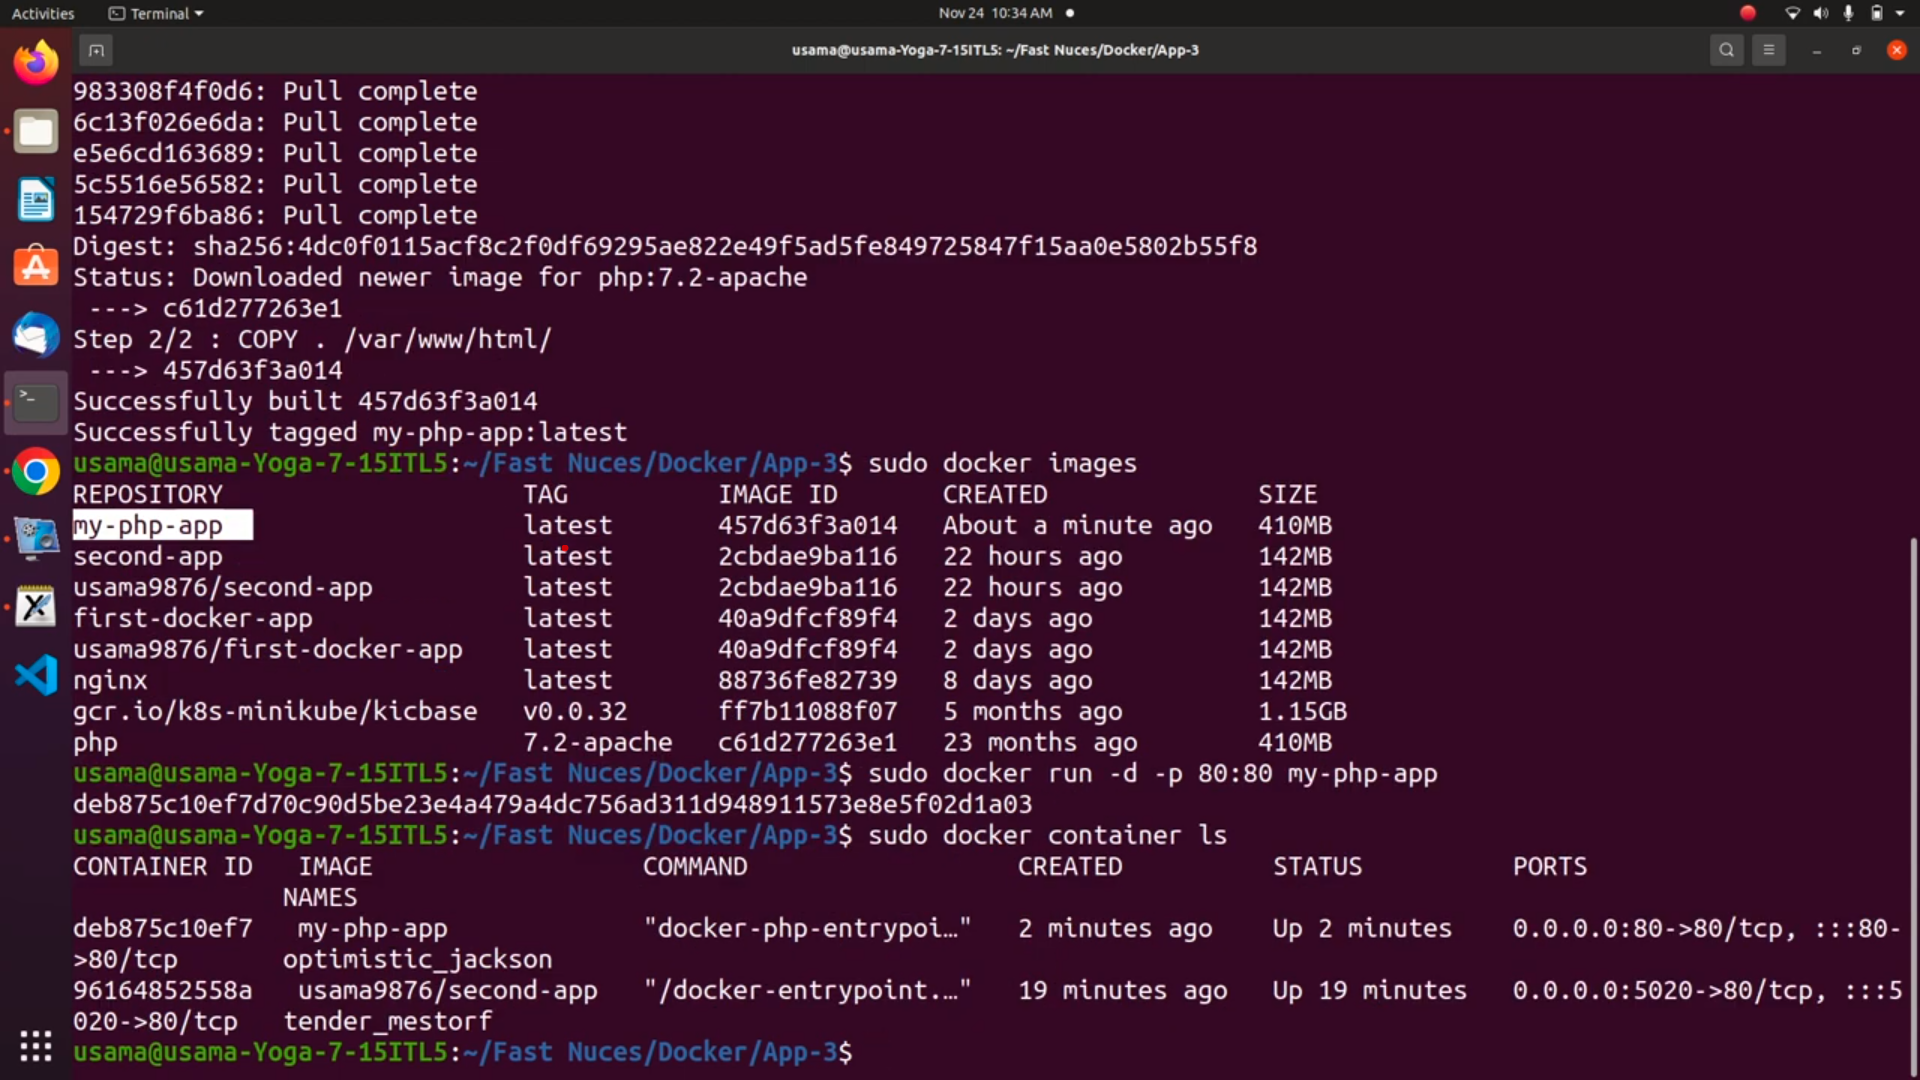 Activities
Terminal
Nov 24 10:34 AM
usama@usama-Yoga-7-15ITL5: ~/Fast Nuces/Docker/App-3
983308f4f0d6: Pull complete
6c13f026e6da: Pull complete
e5e6cd163689: Pull complete
5c5516e56582: Pull complete
154729f6ba86: Pull complete
Digest: sha256:4dc0f0115acf8c2f0df69295ae822e49f5ad5fe849725847f15aa0e5802b55f8
Status: Downloaded newer image for php:7.2-apache
---> c61d277263e1
Step 2/2 : COPY . /var/www/html/
---> 457d63f3a014
Successfully built 457d63f3a014
Successfully tagged my-php-app:latest
usama@usama-Yoga-7-15ITL5:~/Fast Nuces/Docker/App-3$ sudo docker images
REPOSITORY TAG IMAGE ID CREATED SIZE
my-php-app latest 457d63f3a014 About a minute ago 410MB
second-app latest 2cbdae9ba116 22 hours ago 142MB
usama9876/second-app latest 2cbdae9ba116 22 hours ago 142MB
first-docker-app latest 40a9dfcf89f4 2 days ago 142MB
usama9876/first-docker-app latest 40a9dfcf89f4 2 days ago 142MB
nginx latest 88736fe82739 8 days ago 142MB
gcr.io/k8s-minikube/kicbase v0.0.32 ff7b11088f07 5 months ago 1.15GB
php 7.2-apache c61d277263e1 23 months ago 410MB
usama@usama-Yoga-7-15ITL5:~/Fast Nuces/Docker/App-3$ sudo docker run -d -p 80:80 my-php-app
deb875c10ef7d70c90d5be23e4a479a4dc756ad311d948911573e8e5f02d1a03
usama@usama-Yoga-7-15ITL5:~/Fast Nuces/Docker/App-3$ sudo docker container ls
CONTAINER ID IMAGE COMMAND CREATED STATUS PORTS
NAMES
deb875c10ef7 my-php-app "docker-php-entrypoi…" 2 minutes ago Up 2 minutes 0.0.0.0:80->80/tcp, :::80-
>80/tcp optimistic_jackson
96164852558a usama9876/second-app "/docker-entrypoint.…" 19 minutes ago Up 19 minutes 0.0.0.0:5020->80/tcp, :::5
020->80/tcp tender_mestorf
usama@usama-Yoga-7-15ITL5:~/Fast Nuces/Docker/App-3$